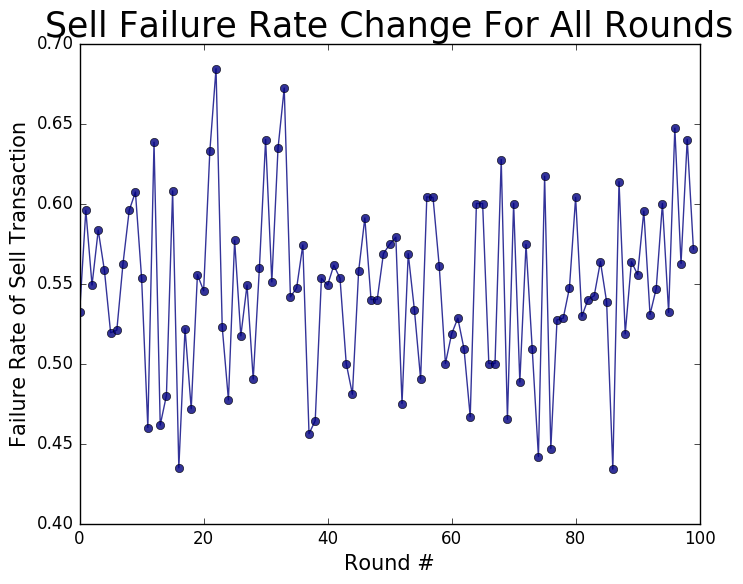 Sell Failure Rate Change For All Rounds
0.70
0.65
0.60
0.55
0.50
0.45
0.40
Failure Rate of Sell Transaction
0 20 40 60 80 100
Round #